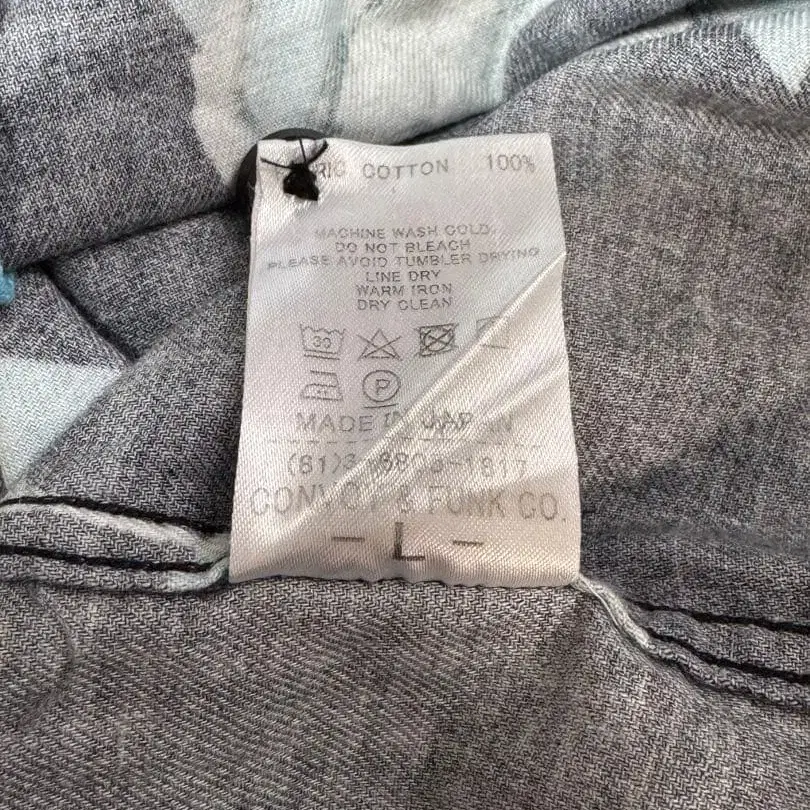 COTTON 100%
MACHINE WASH COLD.
DO NOT BLEACH
PLEASE AVOID TUMBLER DRYING
LINE DRY
WARM IRON
DRY CLEAN
30
P
MADE IN JAPAN
CONVOY & FUNK CO.
- L -